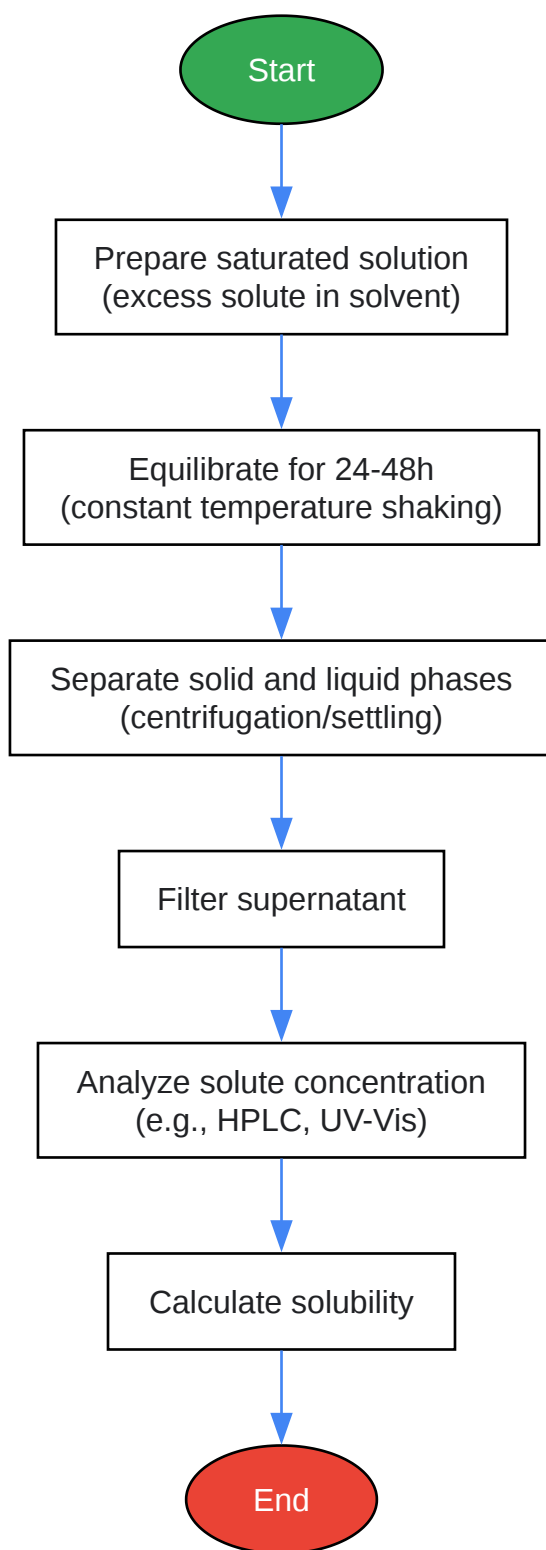 Start
Prepare saturated solution
(excess solute in solvent)
Equilibrate for 24-48h
(constant temperature shaking)
Separate solid and liquid phases
(centrifugation/settling)
Filter supernatant
Analyze solute concentration
(e.g., HPLC, UV-Vis)
Calculate solubility
End